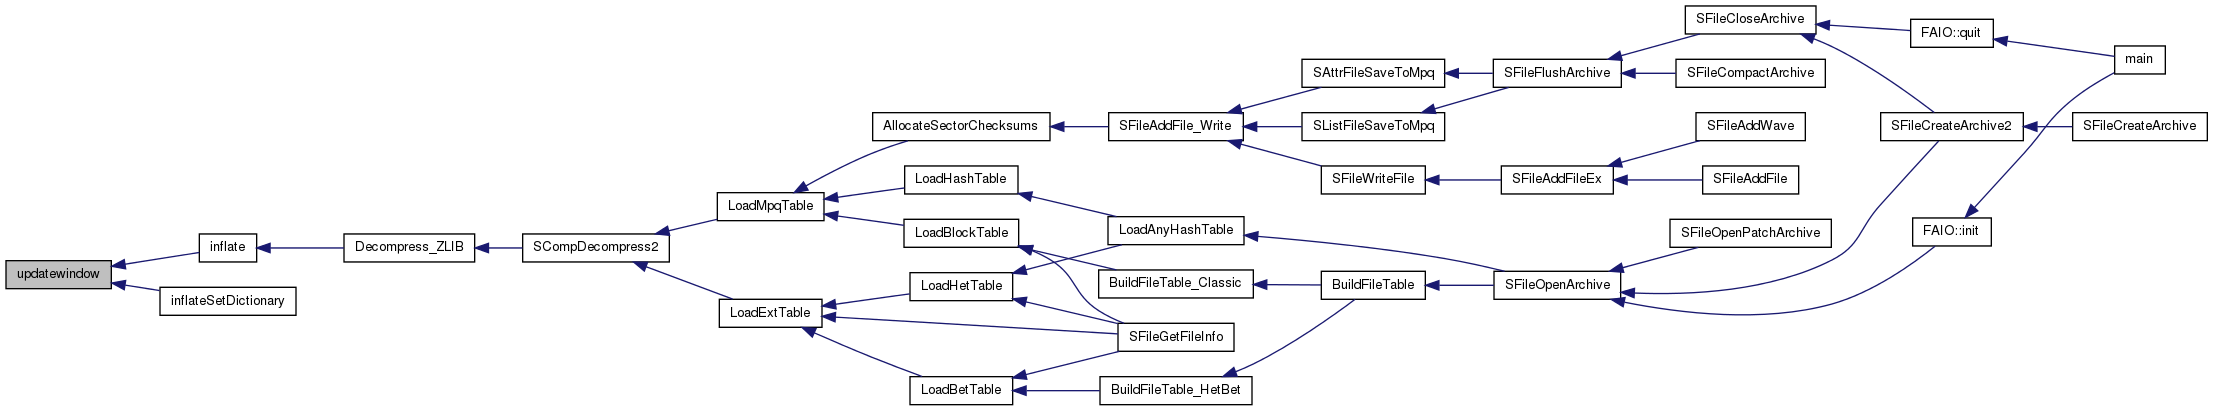 updatewindow
inflate
inflateSetDictionary
Decompress_ZLIB
SCompDecompress2
LoadMpqTable
LoadExtTable
AllocateSectorChecksums
LoadHashTable
LoadBlockTable
LoadHetTable
LoadBetTable
SFileAddFile_Write
LoadAnyHashTable
BuildFileTable_Classic
SFileGetFileInfo
BuildFileTable_HetBet
SAttrFileSaveToMpq
SListFileSaveToMpq
SFileWriteFile
BuildFileTable
SFileFlushArchive
SFileAddFileEx
SFileOpenArchive
SFileCloseArchive
SFileCompactArchive
SFileAddWave
SFileAddFile
SFileOpenPatchArchive
FAIO::quit
SFileCreateArchive2
FAIO::init
main
SFileCreateArchive